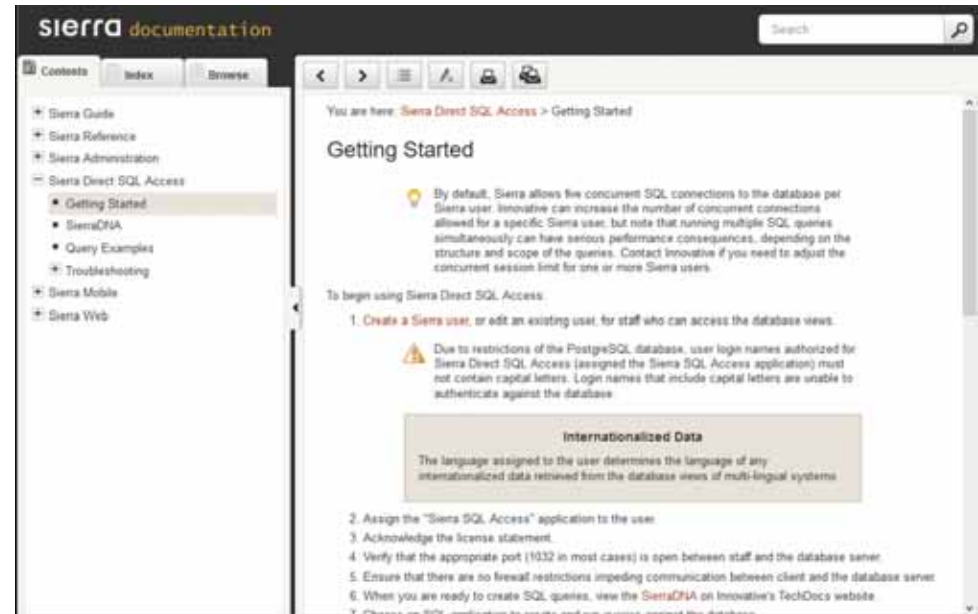 sierra documentation
Search
Contents
Index
Browse
Sierra Guide
Sierra Reference
Sierra Administration
Sierra Direct SQL Access
Getting Started
SierraDNA
Query Examples
Troubleshooting
Sierra Mobile
Sierra Web
You are here: Sierra Direct SQL Access > Getting Started
Getting Started
By default, Sierra allows five concurrent SQL connections to the database per
Sierra user. Innovative can increase the number of concurrent connections
allowed for a specific Sierra user, but note that running multiple SQL queries
simultaneously can have serious performance consequences, depending on the
structure and scope of the queries. Contact Innovative if you need to adjust the
concurrent session limit for one or more Sierra users.
To begin using Sierra Direct SQL Access:
1. Create a Sierra user, or edit an existing user, for staff who can access the database views.
Due to restrictions of the PostgreSQL database, user login names authorized for
Sierra Direct SQL Access (assigned the Sierra SQL Access application) must
not contain capital letters. Login names that include capital letters are unable to
authenticate against the database.
Internationalized Data
The language assigned to the user determines the language of any
internationalized data retrieved from the database views of multi-lingual systems
2. Assign the "Sierra SQL Access" application to the user.
3. Acknowledge the license statement.
4. Verify that the appropriate port (1032 in most cases) is open between staff and the database server.
5. Ensure that there are no firewall restrictions impeding communication between client and the database server.
6. When you are ready to create SQL queries, view the SierraDNA on Innovative's TechDocs website.
7. Choose an SQL application to create and run queries against the database.